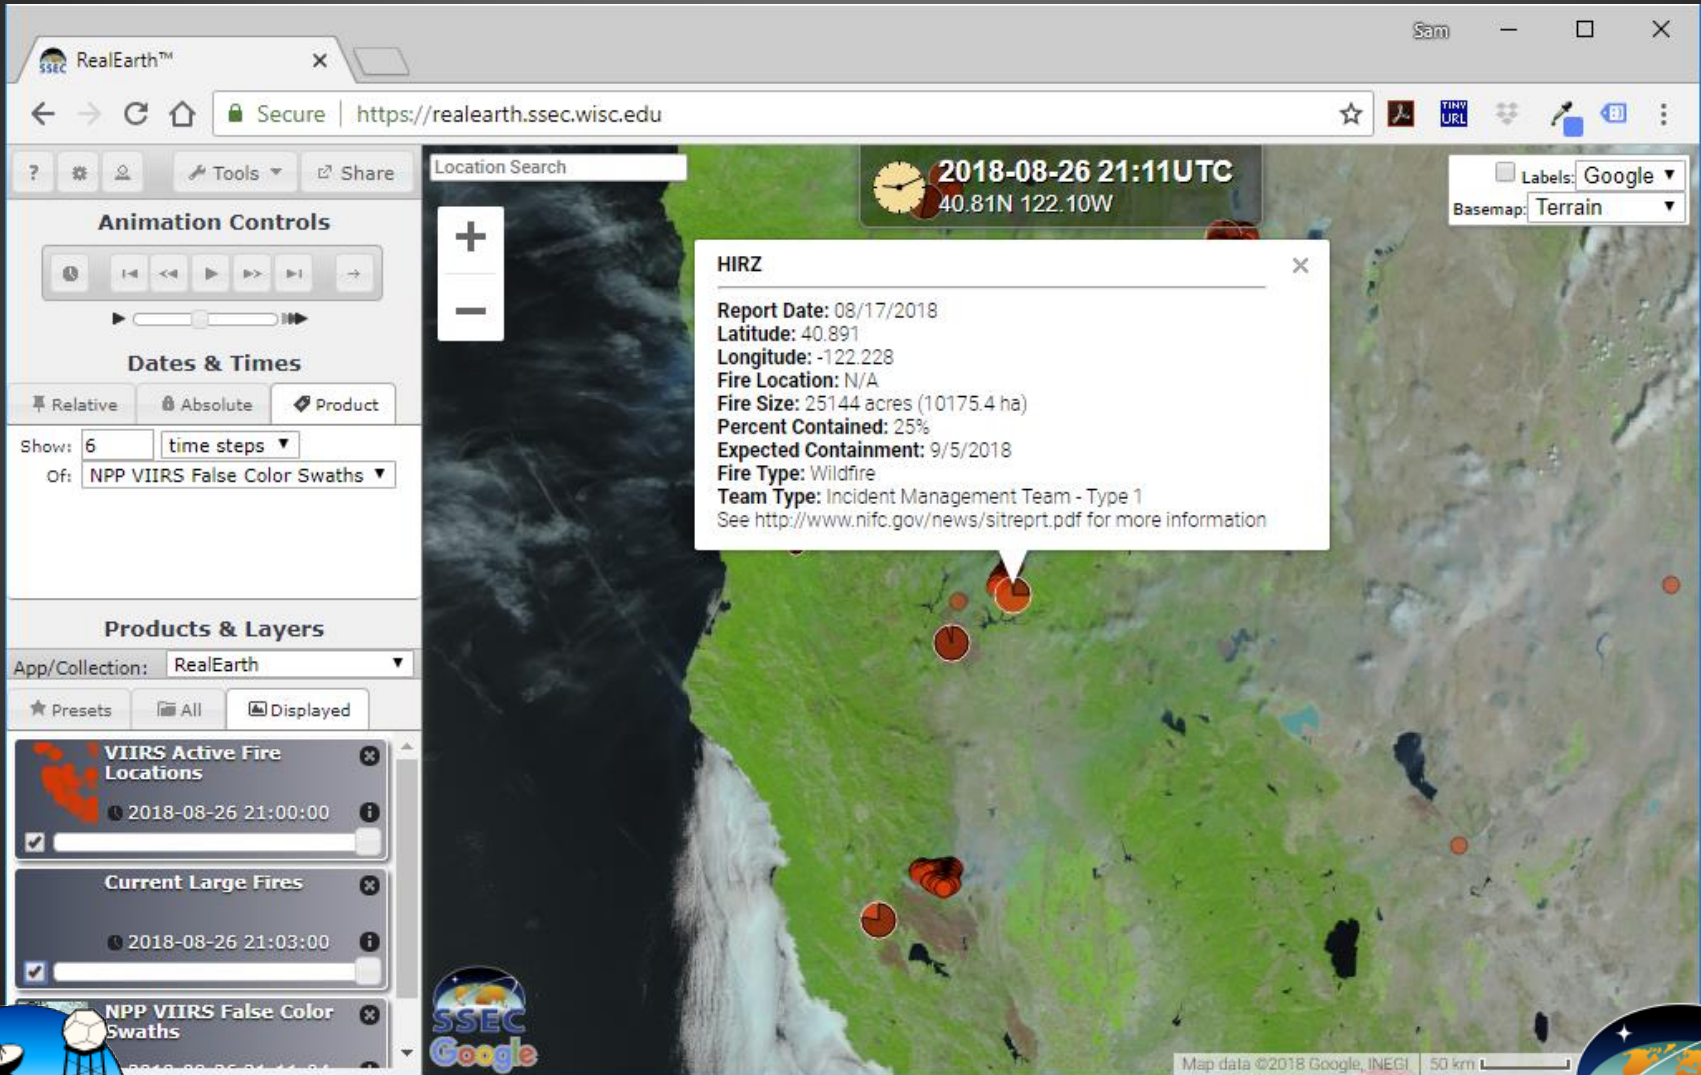 Sam
SSEC RealEarth™
Secure | https://realearth.ssec.wisc.edu
TINY URL
? Tools Share
Location Search
2018-08-26 21:11UTC
40.81N 122.10W
Labels: Google
Basemap: Terrain
Animation Controls
Dates & Times
Relative Absolute Product
Show: 6 time steps
Of: NPP VIIRS False Color Swaths
Products & Layers
App/Collection: RealEarth
Presets All Displayed
VIIRS Active Fire
Locations
2018-08-26 21:00:00
Current Large Fires
2018-08-26 21:03:00
NPP VIIRS False Color
Swaths
HIRZ
Report Date: 08/17/2018
Latitude: 40.891
Longitude: -122.228
Fire Location: N/A
Fire Size: 25144 acres (10175.4 ha)
Percent Contained: 25%
Expected Containment: 9/5/2018
Fire Type: Wildfire
Team Type: Incident Management Team - Type 1
See http://www.nifc.gov/news/sitreprt.pdf for more information
SSEC
Google
Map data ©2018 Google, INEGI 50 km